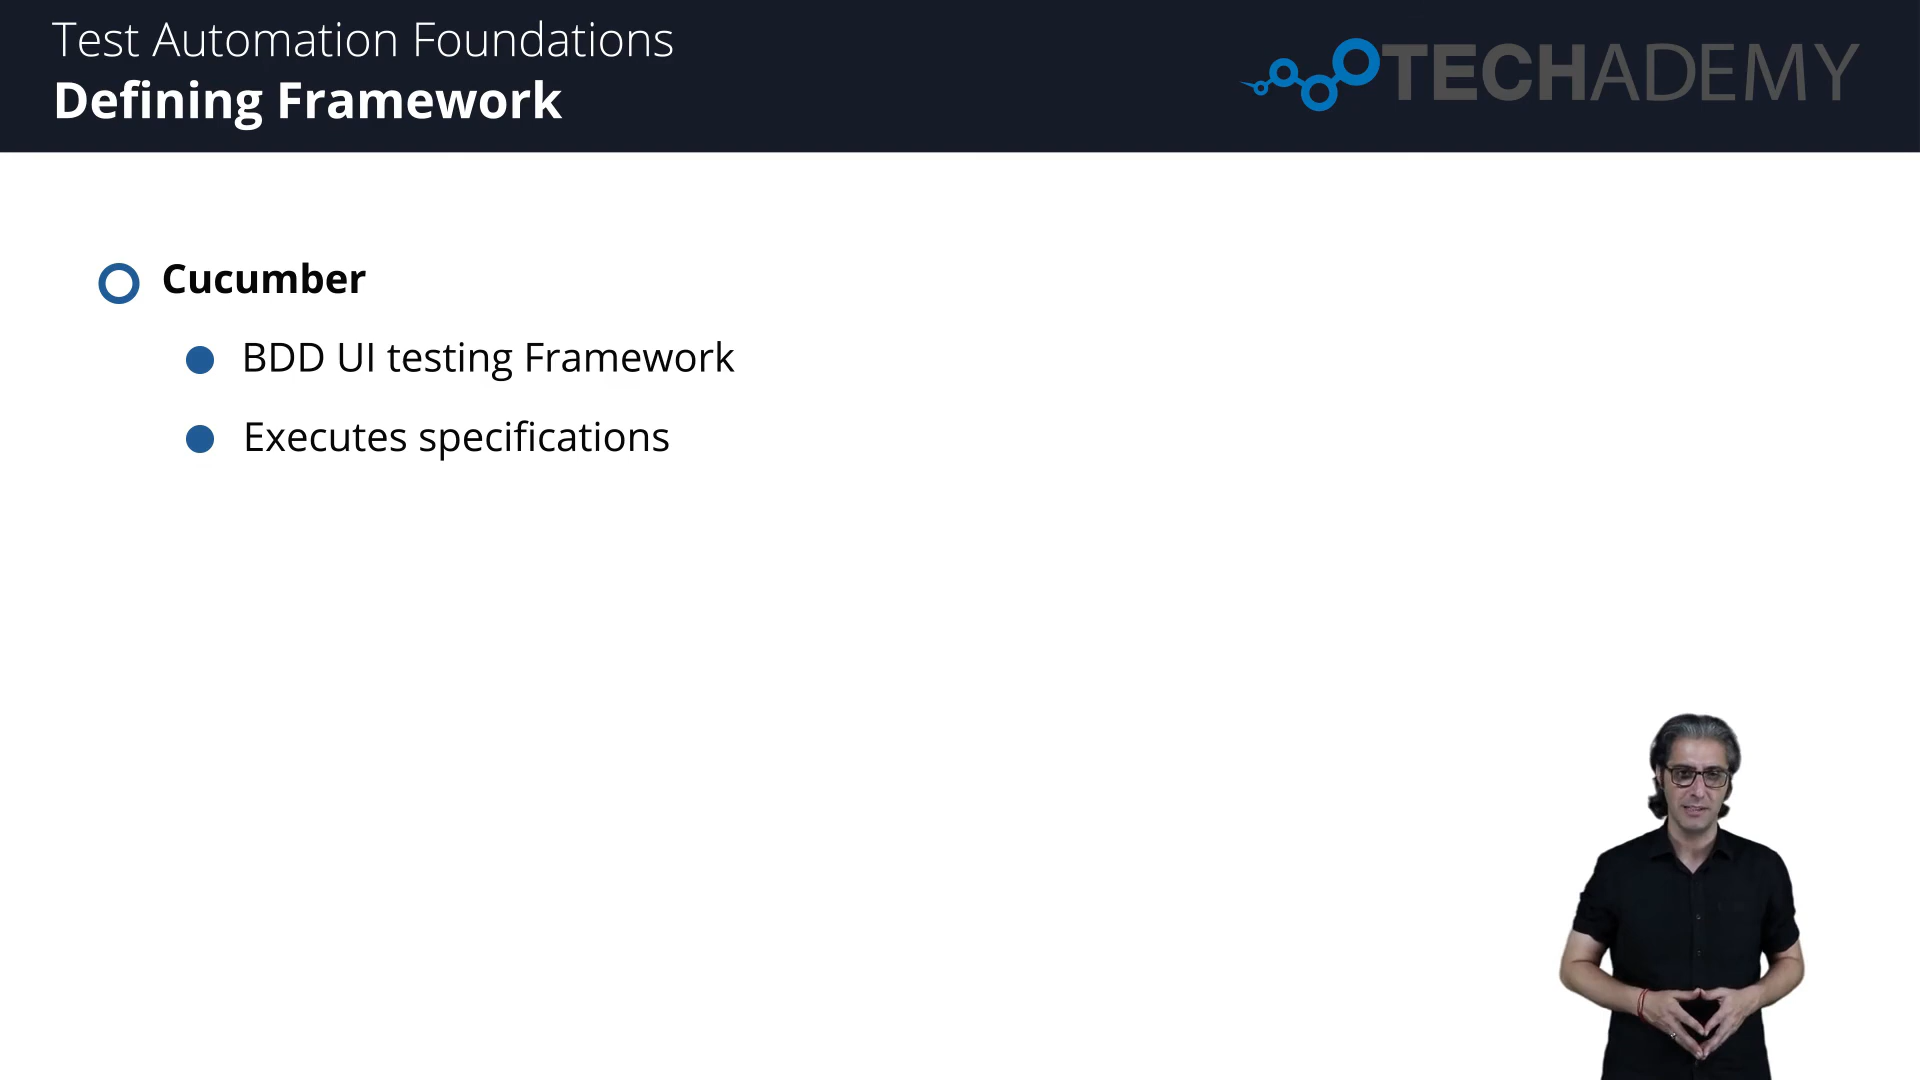 Test Automation Foundations
TECHADEMY
Defining Framework
Cucumber
BDD UI testing Framework
Executes specifications